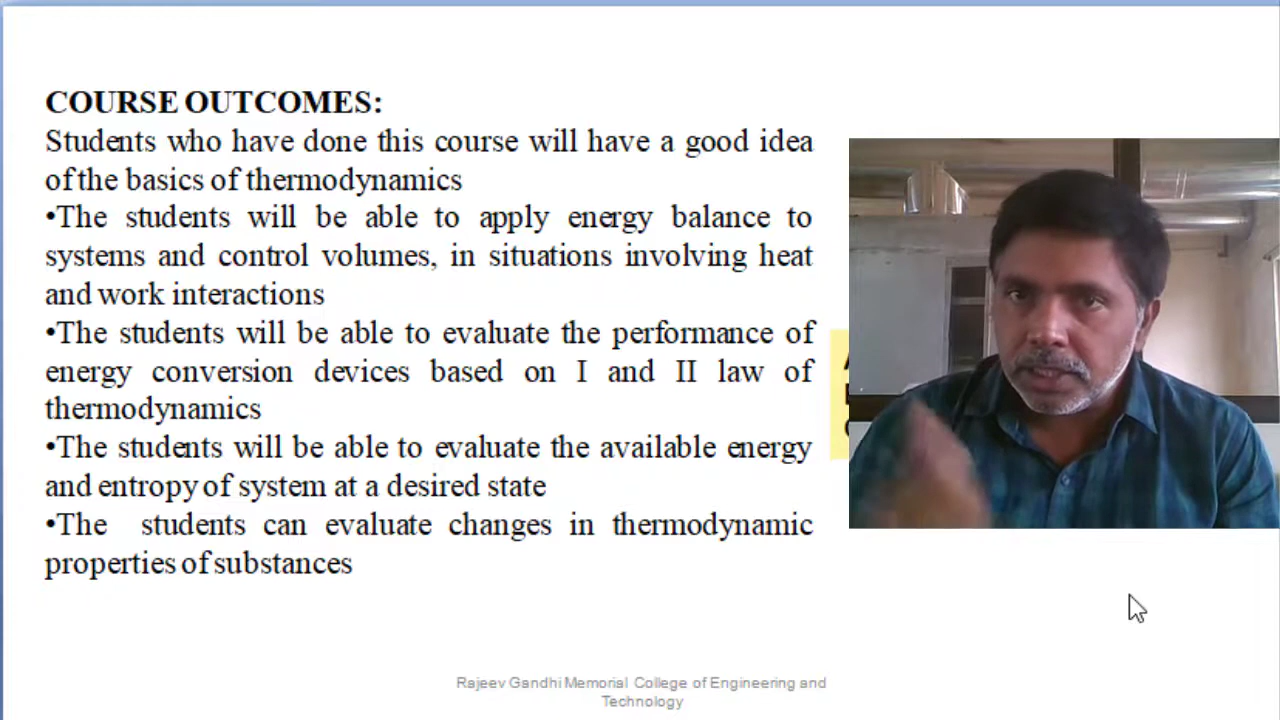 COURSE OUTCOMES:
Students who have done this course will have a good idea
of the basics of thermodynamics
•The students will be able to apply energy balance to
systems and control volumes, in situations involving heat
and work interactions
•The students will be able to evaluate the performance of
energy conversion devices based on I and II law of
thermodynamics
•The students will be able to evaluate the available energy
and entropy of system at a desired state
•The students can evaluate changes in thermodynamic
properties of substances
Rajeev Gandhi Memorial College of Engineering and
Technology